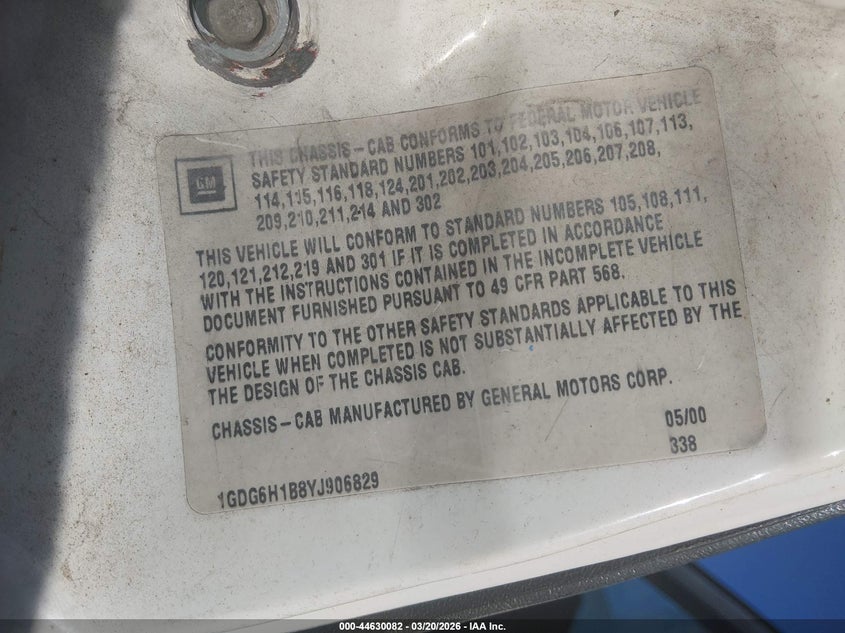 GM
THIS CHASSIS-CAB CONFORMS TO FEDERAL MOTOR VEHICLE
SAFETY STANDARD NUMBERS 101,102,103,104,106,107,113,
114,115,116,118,124,201,202,203,204,205,206,207,208,
209,210,211,214 AND 302
THIS VEHICLE WILL CONFORM TO STANDARD NUMBERS 105,108,111,
120,121,212,219 AND 301 IF IT IS COMPLETED IN ACCORDANCE
WITH THE INSTRUCTIONS CONTAINED IN THE INCOMPLETE VEHICLE
DOCUMENT FURNISHED PURSUANT TO 49 CFR PART 568.
CONFORMITY TO THE OTHER SAFETY STANDARDS APPLICABLE TO THIS
VEHICLE WHEN COMPLETED IS NOT SUBSTANTIALLY AFFECTED BY THE
THE DESIGN OF THE CHASSIS CAB.
CHASSIS-CAB MANUFACTURED BY GENERAL MOTORS CORP.
05/00
338
1GDG6H1B8YJ906829
000-44630082 - 03/20/2026 - IAA Inc.